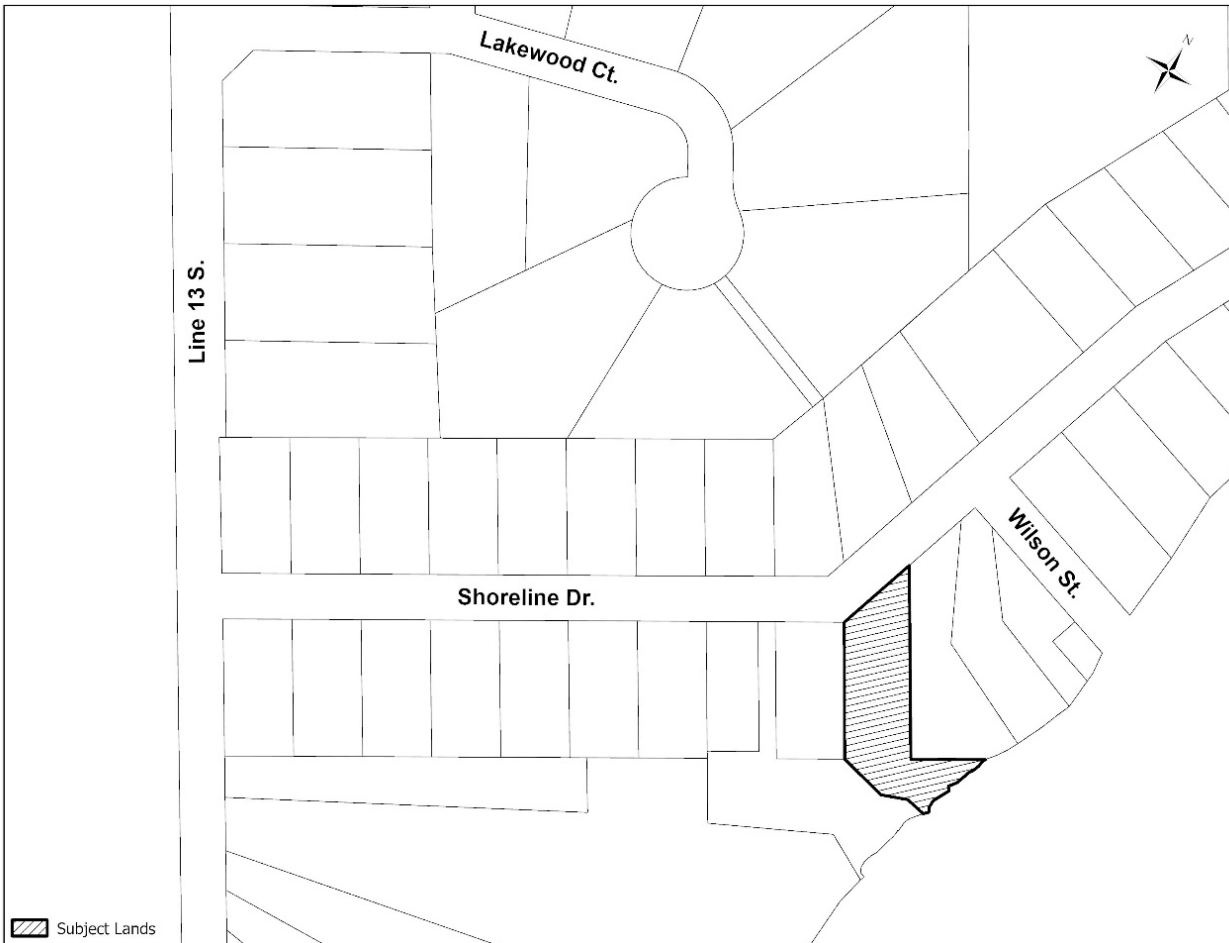 Lakewood Ct.
N
Line 13 S.
Wilson St.
Shoreline Dr.
Subject Lands